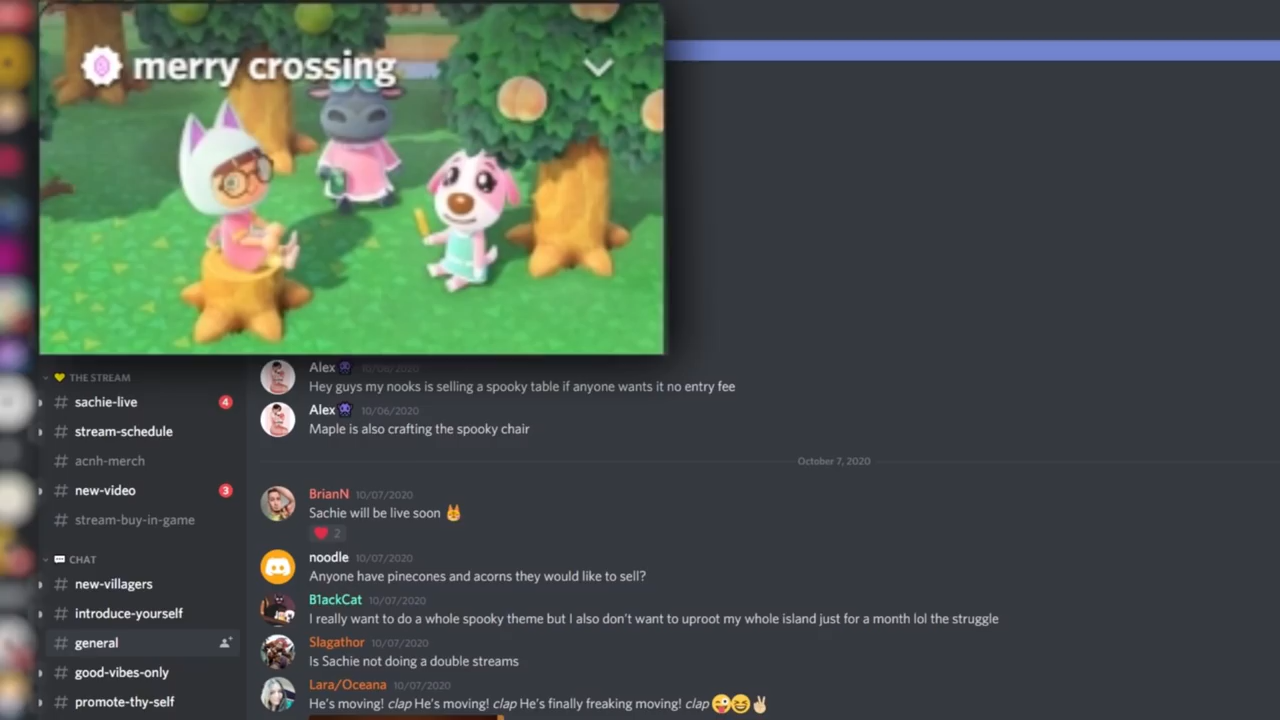 merry crossing
Alex 10/06/2020
Hey guys my nooks is selling a spooky table if anyone wants it no entry fee
Alex 10/06/2020
Maple is also crafting the spooky chair
October 7, 2020
BrianN 10/07/2020
Sachie will be live soon
2
noodle 10/07/2020
Anyone have pinecones and acorns they would like to sell?
B1ackCat 10/07/2020
I really want to do a whole spooky theme but I also don't want to uproot my whole island just for a month lol the struggle
Slagathor 10/07/2020
Is Sachie not doing a double streams
Lara/Oceana 10/07/2020
He's moving! clap He's moving! clap He's finally freaking moving! clap
THE STREAM
# sachie-live 4
# stream-schedule
# acnh-merch
# new-video 3
# stream-buy-in-game
CHAT
# new-villagers
# introduce-yourself
# general
# good-vibes-only
# promote-thy-self